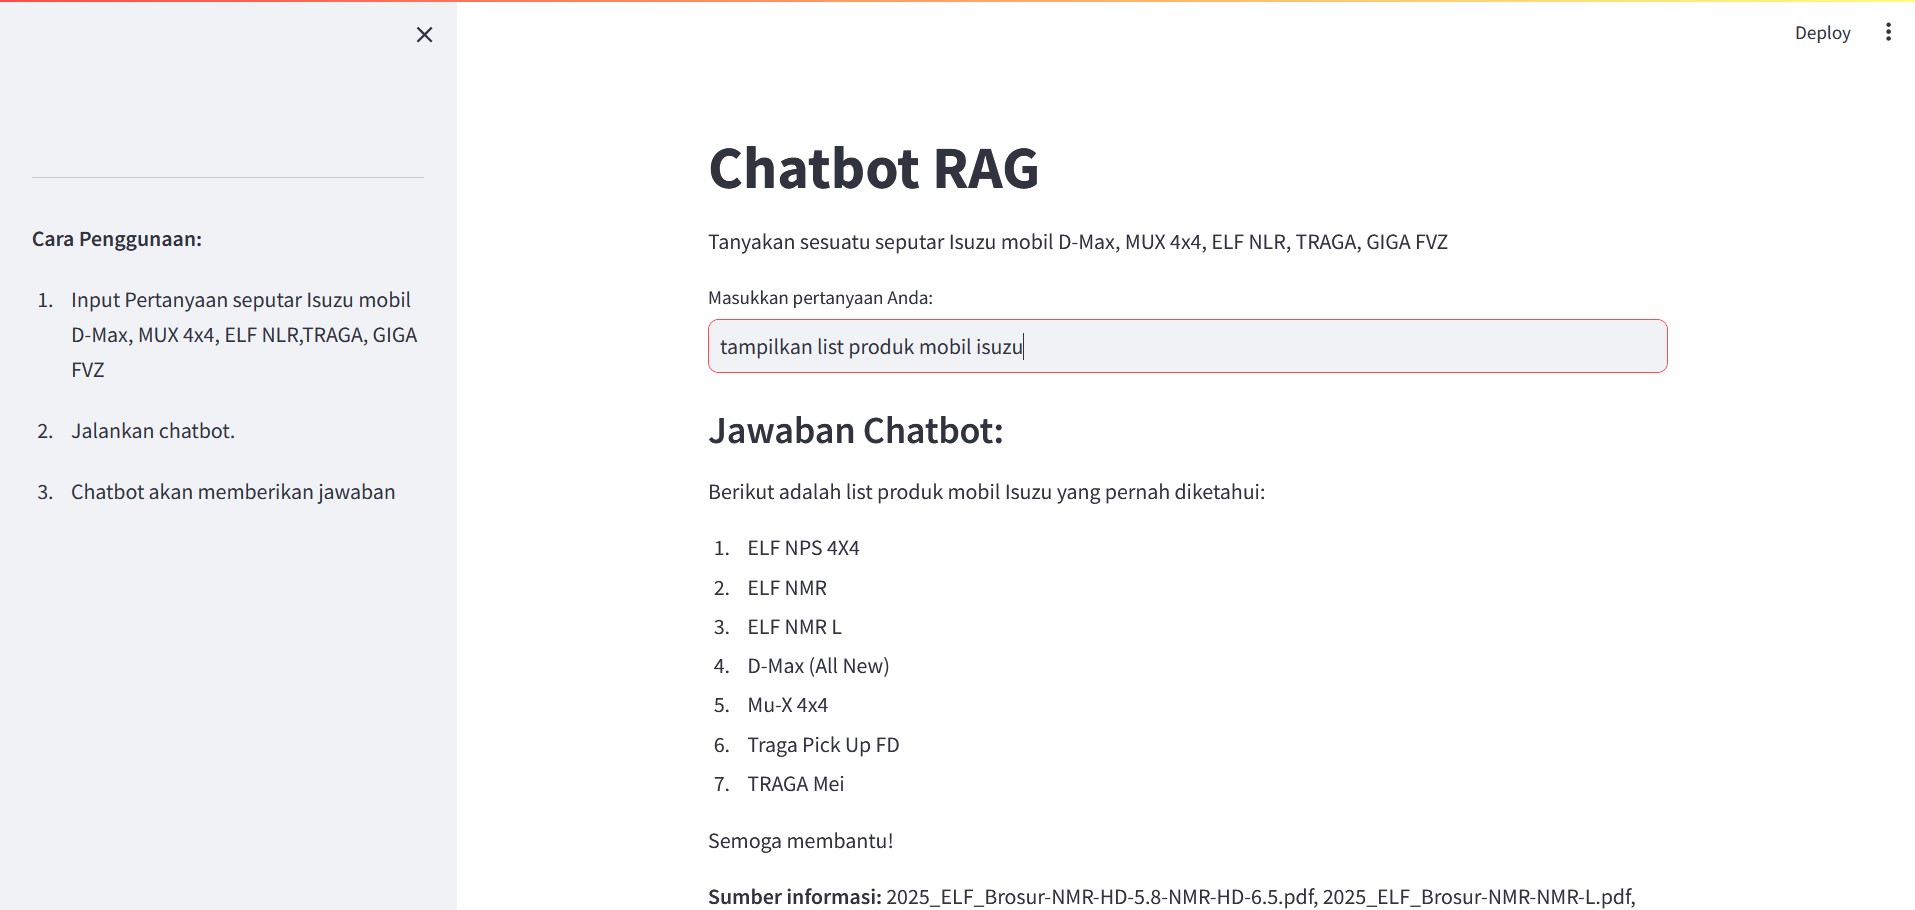 Deploy
Cara Penggunaan:
1. Input Pertanyaan seputar Isuzu mobil
D-Max, MUX 4x4, ELF NLR,TRAGA, GIGA
FVZ
2. Jalankan chatbot.
3. Chatbot akan memberikan jawaban
Chatbot RAG
Tanyakan sesuatu seputar Isuzu mobil D-Max, MUX 4x4, ELF NLR, TRAGA, GIGA FVZ
Masukkan pertanyaan Anda:
tampilkan list produk mobil isuzu
Jawaban Chatbot:
Berikut adalah list produk mobil Isuzu yang pernah diketahui:
1. ELF NPS 4X4
2. ELF NMR
3. ELF NMR L
4. D-Max (All New)
5. Mu-X 4x4
6. Traga Pick Up FD
7. TRAGA Mei
Semoga membantu!
Sumber informasi: 2025_ELF_Brosur-NMR-HD-5.8-NMR-HD-6.5.pdf, 2025_ELF_Brosur-NMR-NMR-L.pdf,